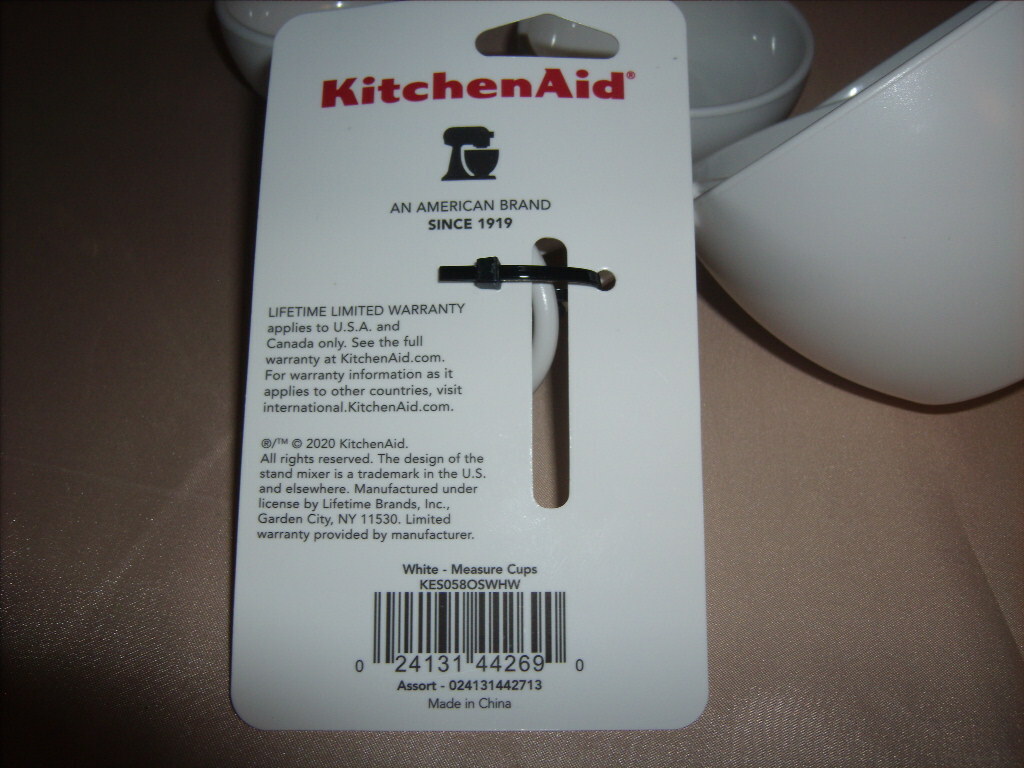 KitchenAid®
AN AMERICAN BRAND
SINCE 1919
LIFETIME LIMITED WARRANTY
applies to U.S.A. and
Canada only. See the full
warranty at KitchenAid.com.
For warranty information as it
applies to other countries, visit
international.KitchenAid.com.
®/™ © 2020 KitchenAid.
All rights reserved. The design of the
stand mixer is a trademark in the U.S.
and elsewhere. Manufactured under
license by Lifetime Brands, Inc.,
Garden City, NY 11530. Limited
warranty provided by manufacturer.
White - Measure Cups
KES058OSWHW
0 24131 44269 0
Assort - 024131442713
Made in China